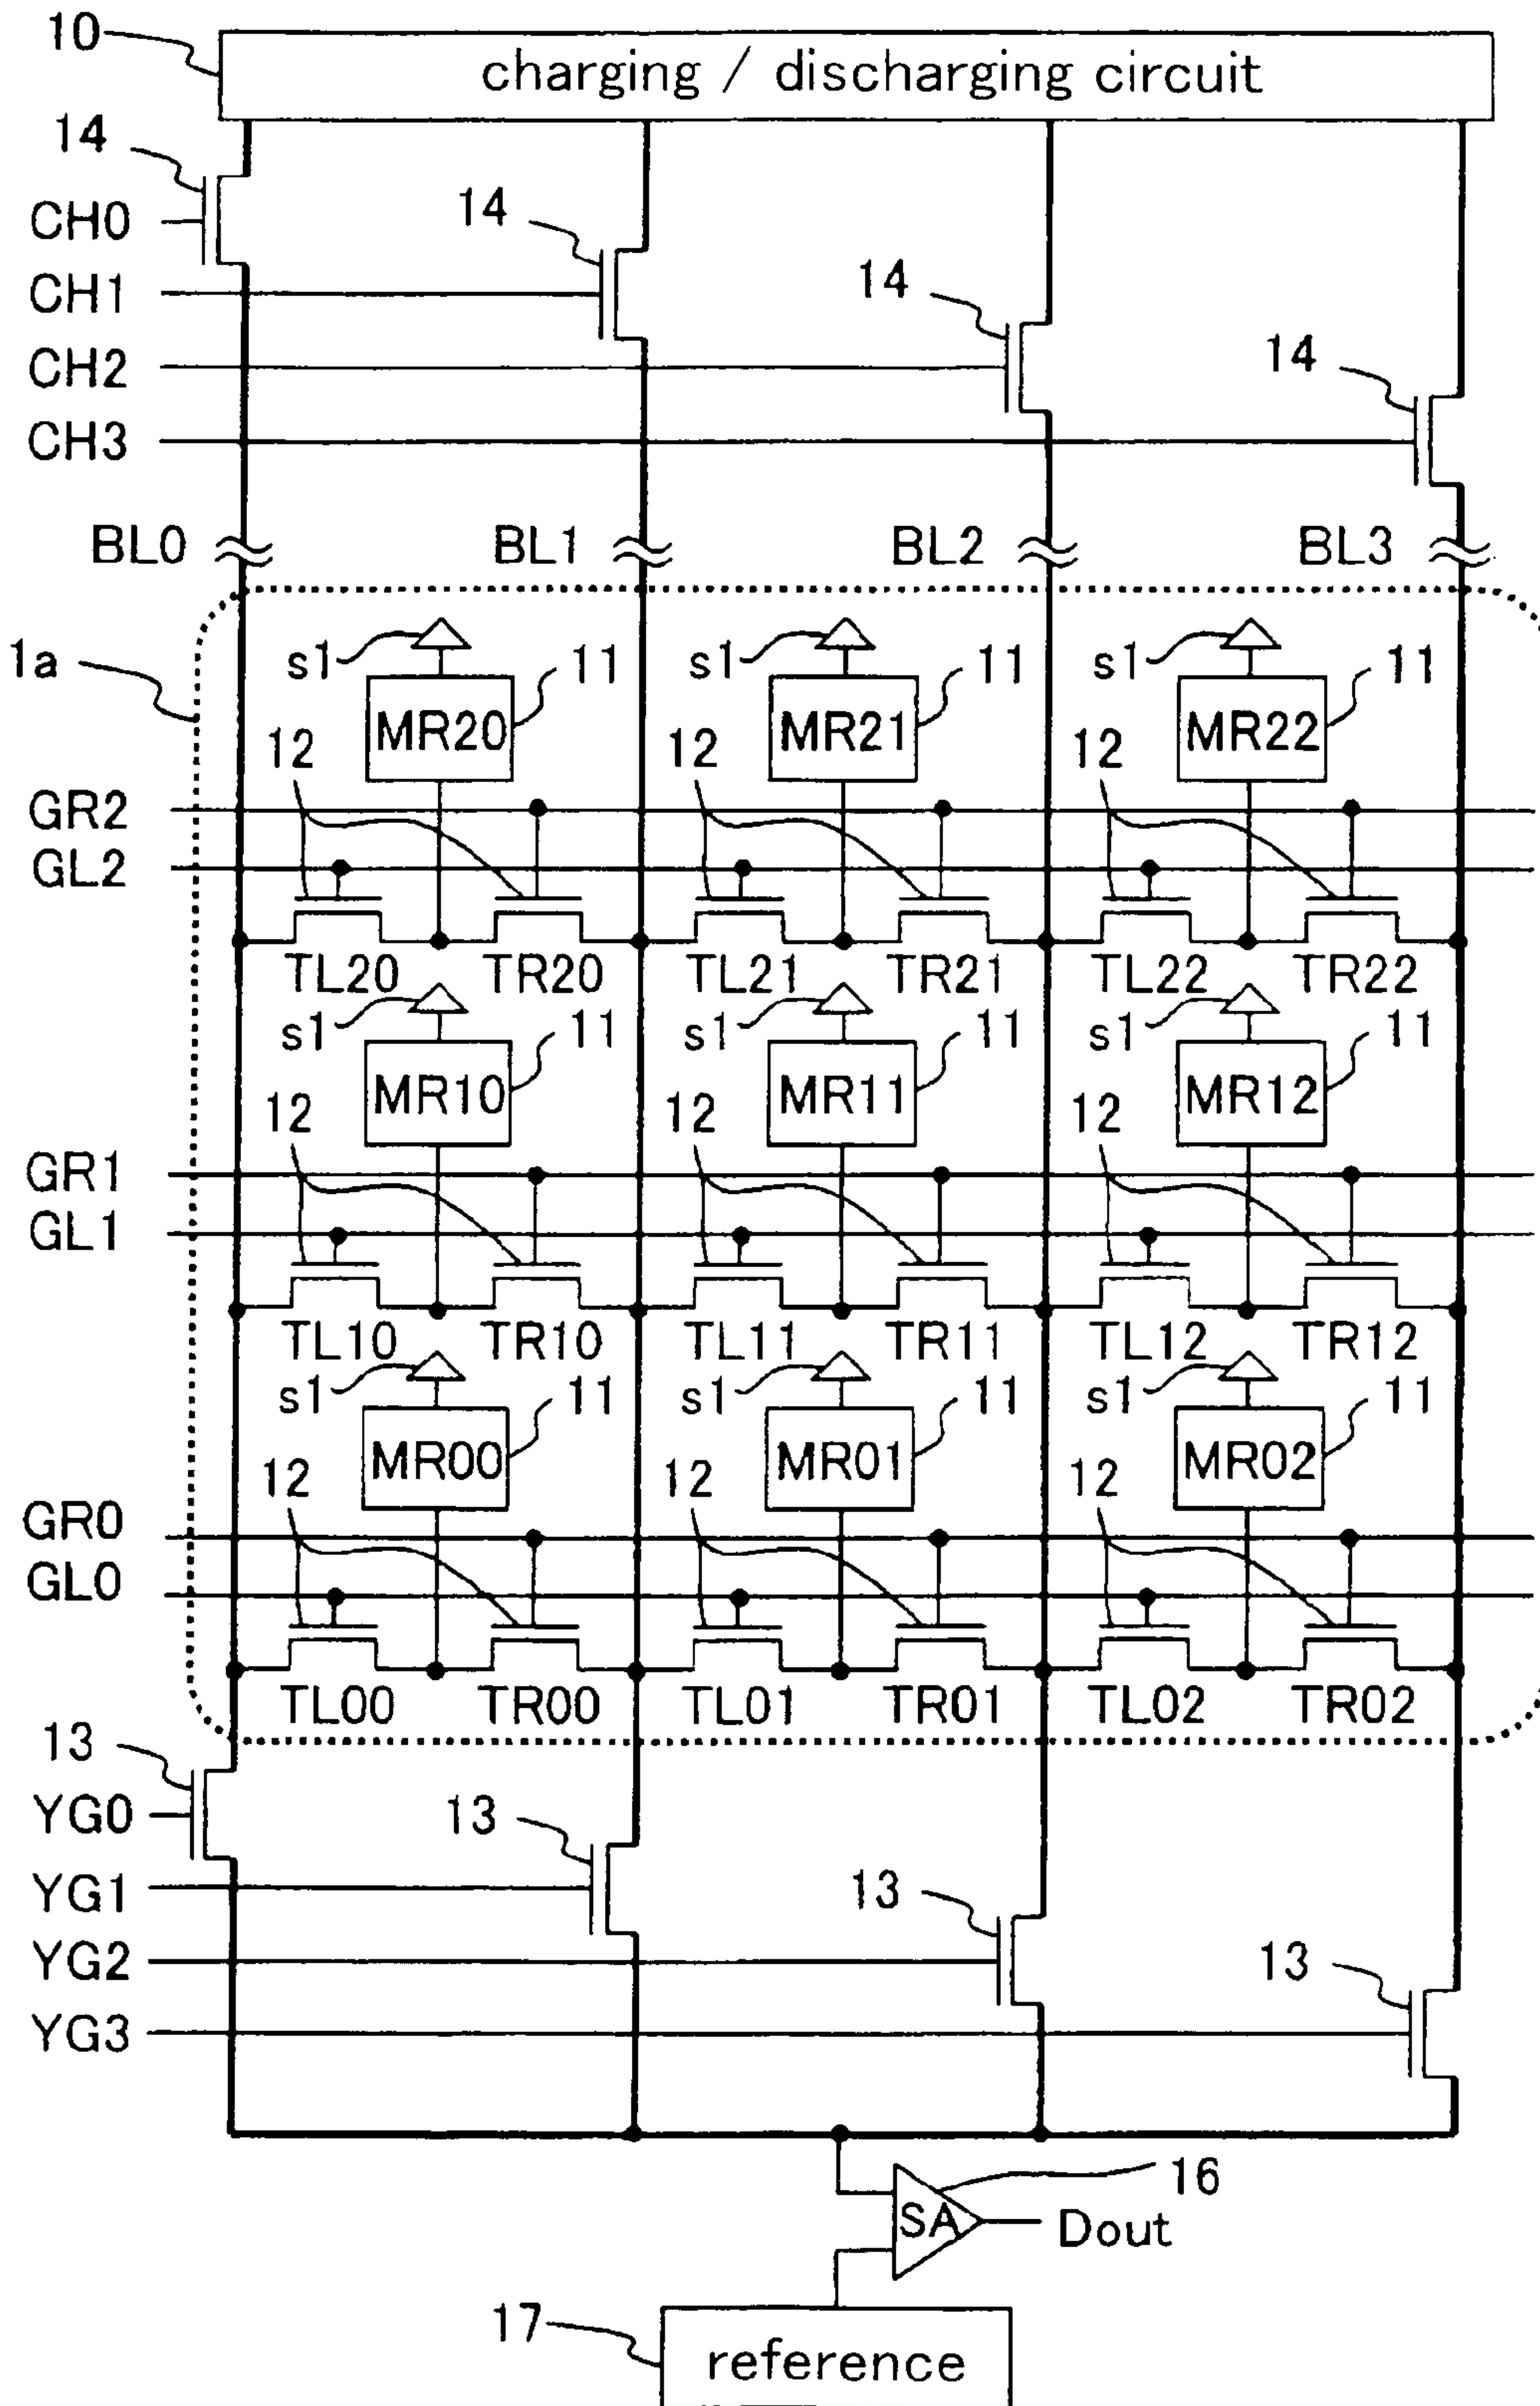 10
charging / discharging circuit
14
CH0
14
CH1
14
CH2
14
CH3
BL0 BL1 BL2 BL3
1a
s1 11 s1 11 s1 11
MR20 MR21 MR22
12 12 12
GR2
GL2
TL20 TR20 TL21 TR21 TL22 TR22
s1 11 s1 11 s1 11
MR10 MR11 MR12
12 12 12
GR1
GL1
TL10 TR10 TL11 TR11 TL12 TR12
s1 11 s1 11 s1 11
MR00 MR01 MR02
12 12 12
GR0
GL0
TL00 TR00 TL01 TR01 TL02 TR02
13
YG0
13
YG1
13
YG2
13
YG3
16
SA Dout
17
reference